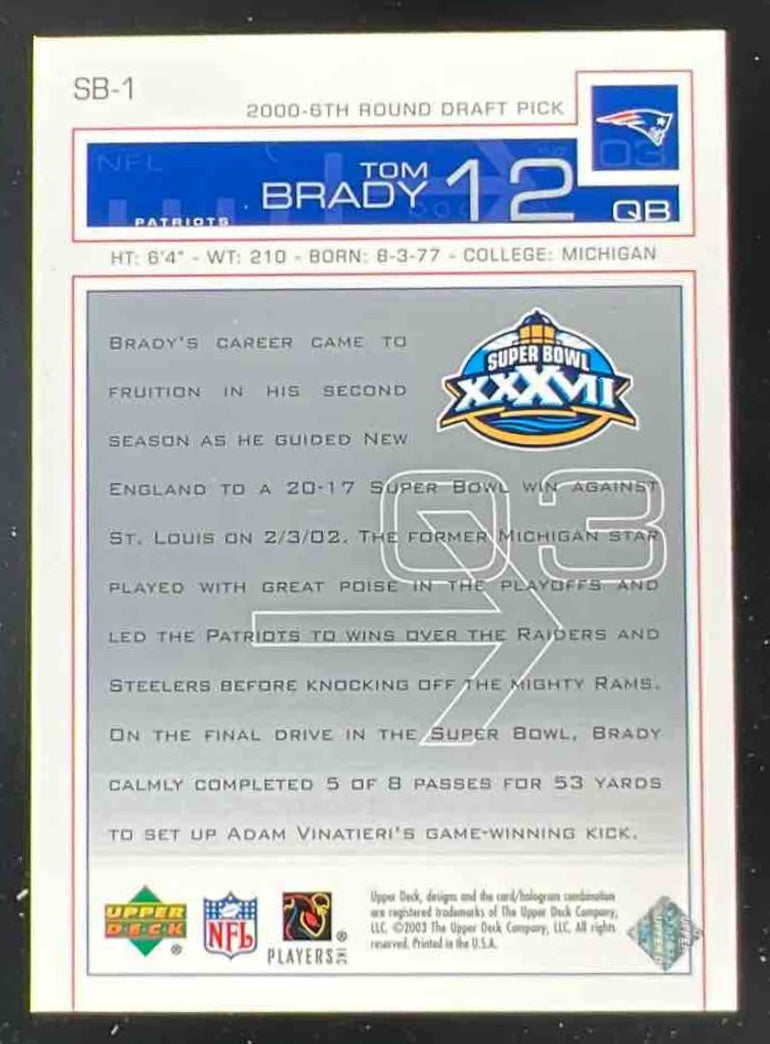 SB-1
2000-6TH ROUND DRAFT PICK
NFL
03
TOM
BRADY 12
PATRIOTS
QB
HT: 6'4" - WT: 210 - BORN: 8-3-77 - COLLEGE: MICHIGAN
BRADY'S CAREER CAME TO
FRUITION IN HIS SECOND
SEASON AS HE GUIDED NEW
SUPER BOWL
XXXVII
ENGLAND TO A 20-17 SUPER BOWL WIN AGAINST
ST. LOUIS ON 2/3/02. THE FORMER MICHIGAN STAR
PLAYED WITH GREAT POISE IN THE PLAYOFFS AND
LED THE PATRIOTS TO WINS OVER THE RAIDERS AND
STEELERS BEFORE KNOCKING OFF THE MIGHTY RAMS.
ON THE FINAL DRIVE IN THE SUPER BOWL, BRADY
CALMLY COMPLETED 5 OF 8 PASSES FOR 53 YARDS
TO SET UP ADAM VINATIERI'S GAME-WINNING KICK.
03
UPPER
DECK
®
NFL
PLAYERS INC
®
Upper Deck, designs and the card/hologram combination
are registered trademarks of The Upper Deck Company,
LLC. ©2003 The Upper Deck Company, LLC. All rights
reserved. Printed in the U.S.A.